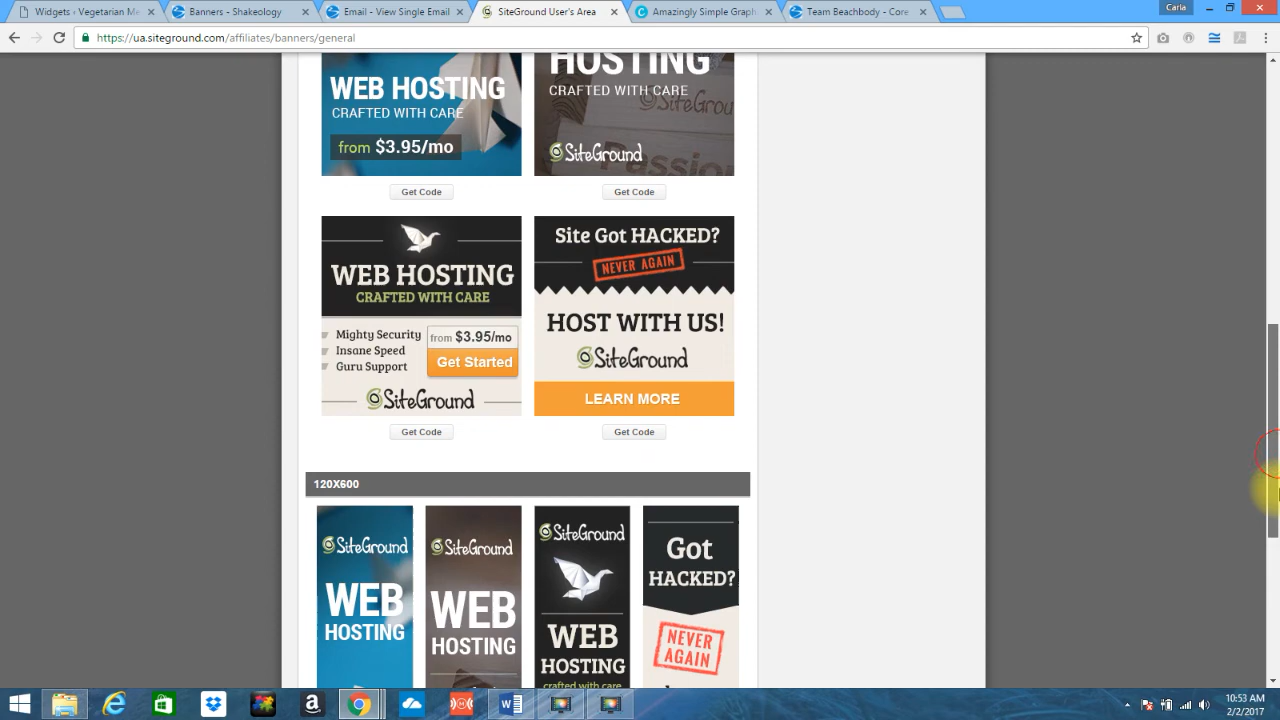 Widgets ‹ Vegetarian Me
Banners - Shakeology
Email - View Single Email
SiteGround User's Area
Amazingly Simple Graph
Team Beachbody - Core
Carla
https://ua.siteground.com/affiliates/banners/general
WEB HOSTING
CRAFTED WITH CARE
from $3.95/mo
HOSTING
CRAFTED WITH CARE
SiteGround
Passion
SiteGround
Get Code
Get Code
WEB HOSTING
CRAFTED WITH CARE
Mighty Security
Insane Speed
Guru Support
from $3.95/mo
Get Started
SiteGround
Site Got HACKED?
NEVER AGAIN
HOST WITH US!
SiteGround
LEARN MORE
Get Code
Get Code
120X600
SiteGround
WEB
HOSTING
SiteGround
WEB
HOSTING
SiteGround
WEB
HOSTING
crafted with care
Got
HACKED?
NEVER
AGAIN
10:53 AM
2/2/2017